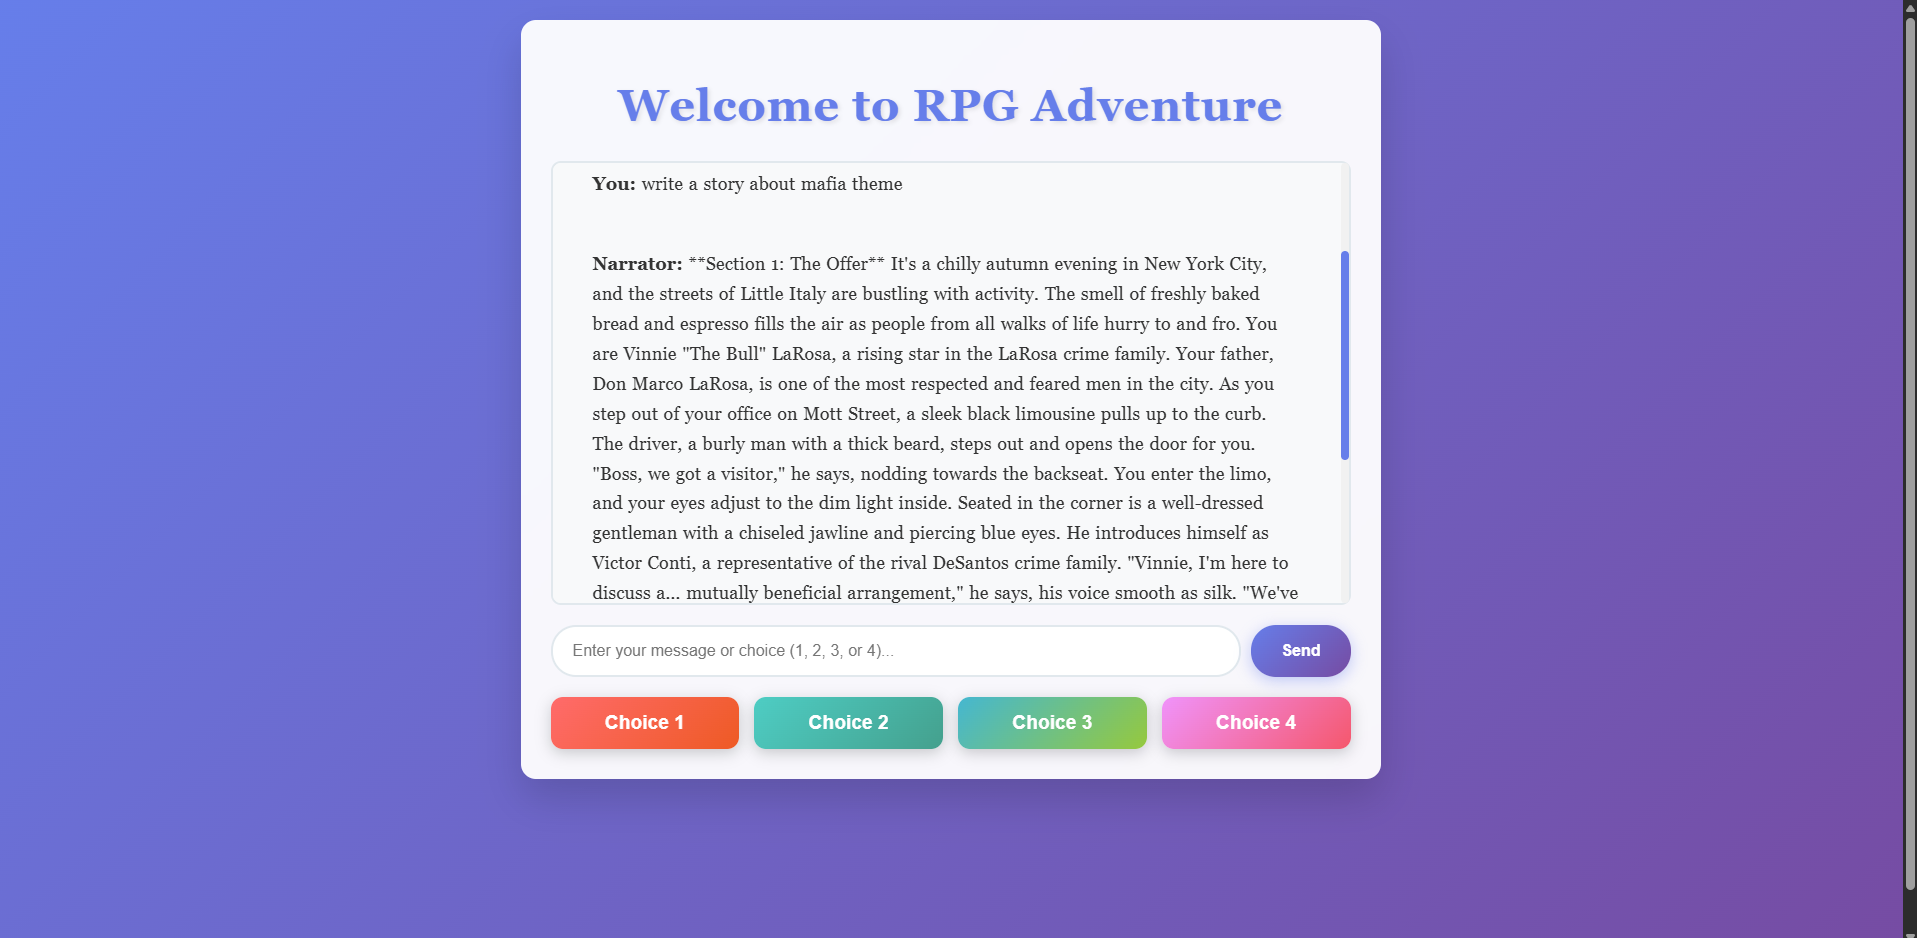 Welcome to RPG Adventure
You: write a story about mafia theme
Narrator: **Section 1: The Offer** It's a chilly autumn evening in New York City,
and the streets of Little Italy are bustling with activity. The smell of freshly baked
bread and espresso fills the air as people from all walks of life hurry to and fro. You
are Vinnie "The Bull" LaRosa, a rising star in the LaRosa crime family. Your father,
Don Marco LaRosa, is one of the most respected and feared men in the city. As you
step out of your office on Mott Street, a sleek black limousine pulls up to the curb.
The driver, a burly man with a thick beard, steps out and opens the door for you.
"Boss, we got a visitor," he says, nodding towards the backseat. You enter the limo,
and your eyes adjust to the dim light inside. Seated in the corner is a well-dressed
gentleman with a chiseled jawline and piercing blue eyes. He introduces himself as
Victor Conti, a representative of the rival DeSantos crime family. "Vinnie, I'm here to
discuss a... mutually beneficial arrangement," he says, his voice smooth as silk. "We've
Enter your message or choice (1, 2, 3, or 4)...
Send
Choice 1
Choice 2
Choice 3
Choice 4